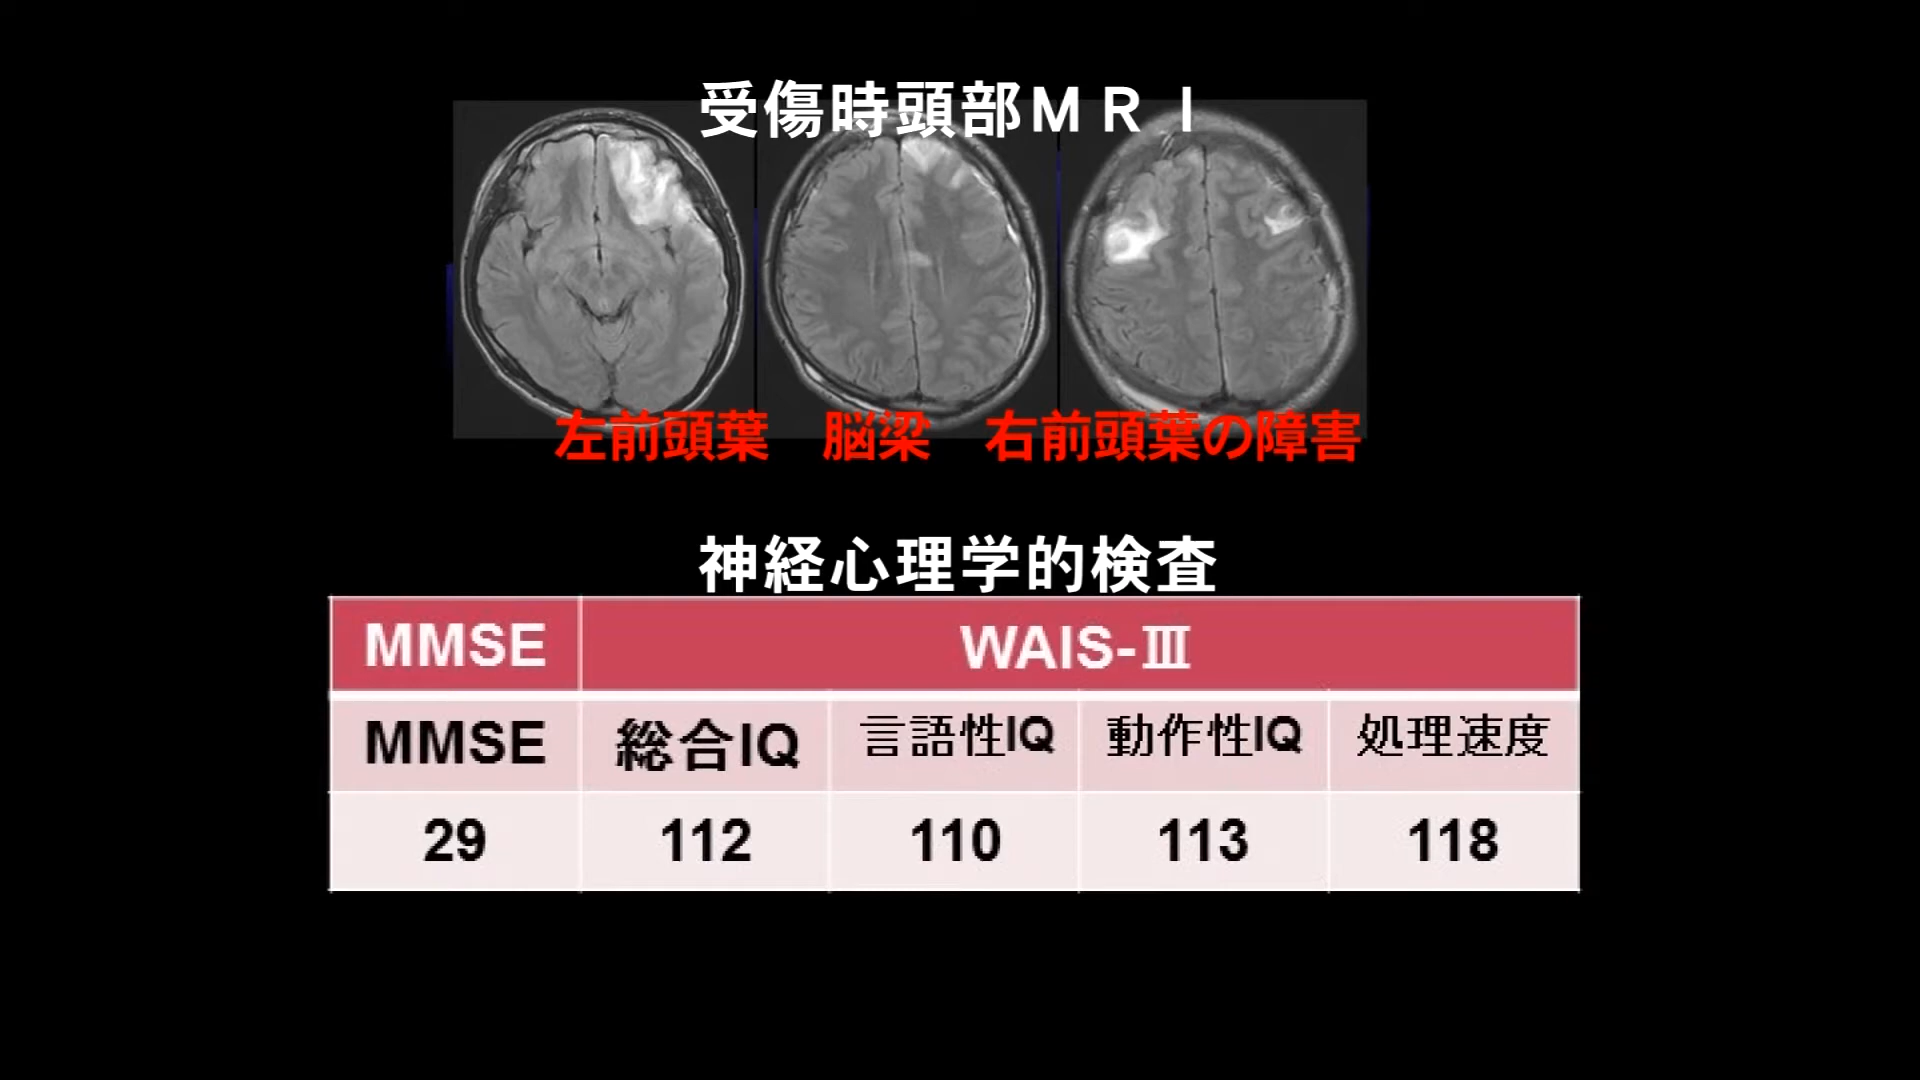 受傷時頭部ＭＲＩ
左前頭葉　脳梁　右前頭葉の障害
神経心理学的検査
MMSE WAIS-Ⅲ
MMSE 総合IQ 言語性IQ 動作性IQ 処理速度
29 112 110 113 118